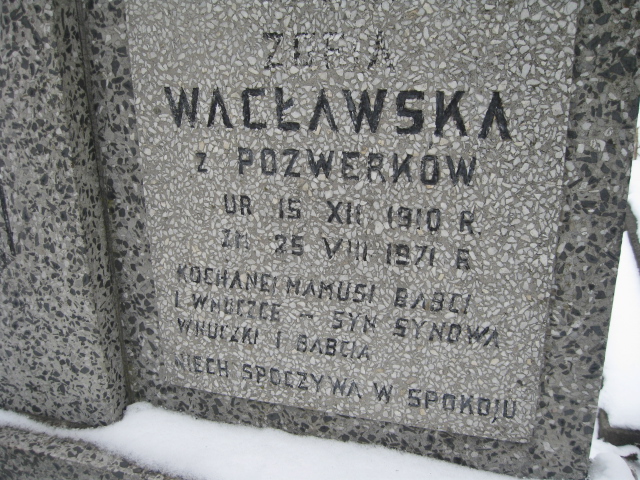 ZOFIA
WACŁAWSKA
z POZWERKÓW
UR 15 XII 1910 R.
ZM 25 VIII 1971 R
KOCHANEJ MAMUSI BABCI
I WNUCZCE – SYN SYNOWA
WNUCZKI I BABCIA
NIECH SPOCZYWA W SPOKOJU